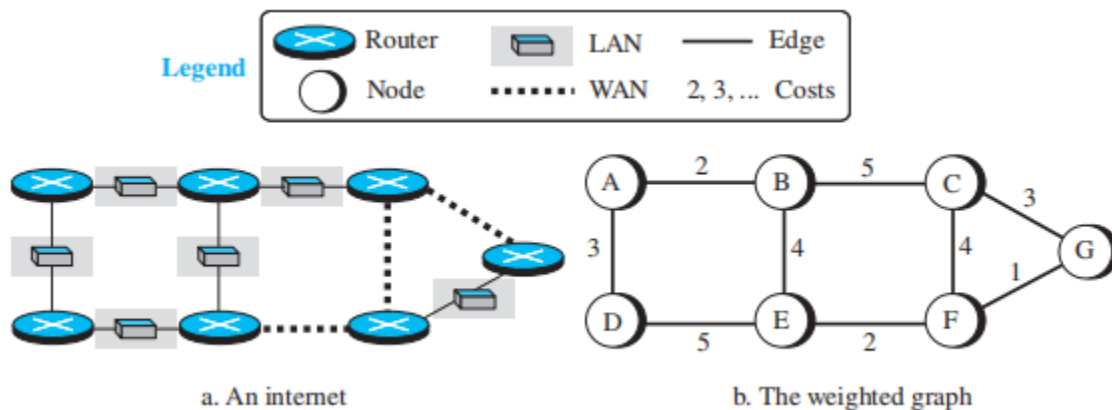 Legend
Router LAN Edge
Node WAN 2, 3, ... Costs
A 2 B 5 C
3
3 4 4 G
1
D E F
5 2
a. An internet b. The weighted graph